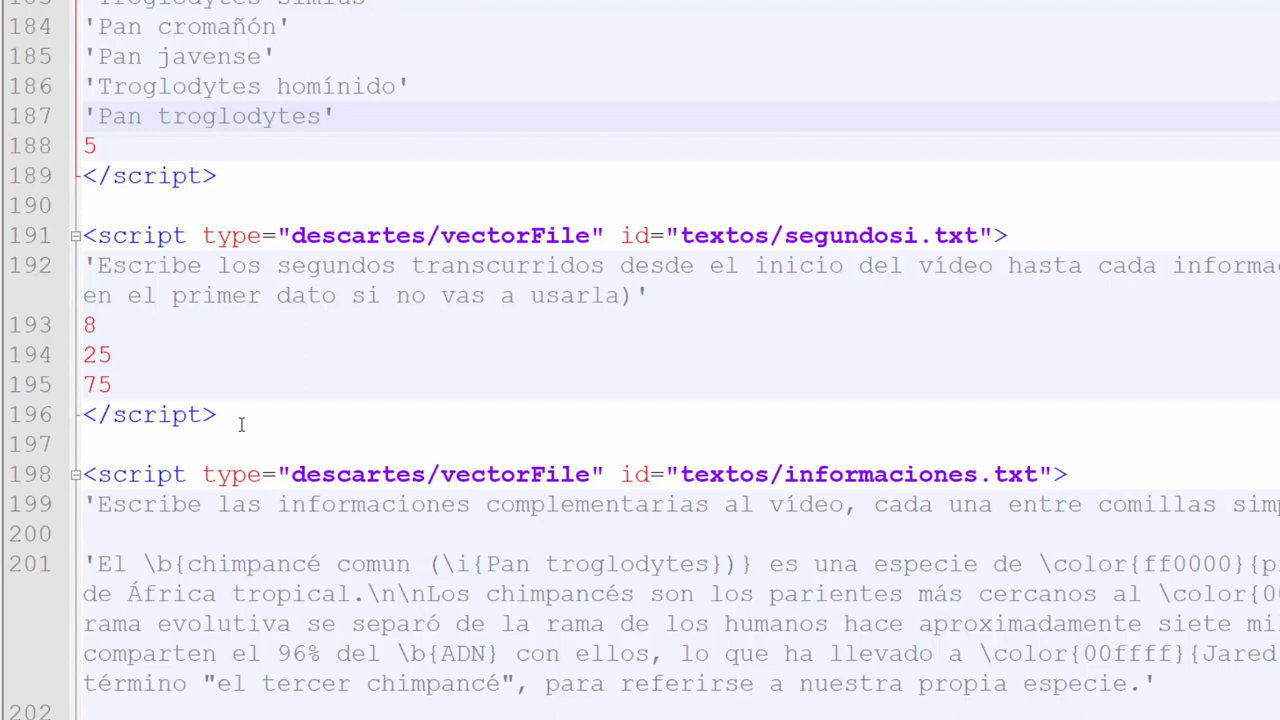 183 'Troglodytes simias'
184 'Pan cromañón'
185 'Pan javense'
186 'Troglodytes homínido'
187 'Pan troglodytes'
188 5
189 </script>
190
191 <script type="descartes/vectorFile" id="textos/segundosi.txt">
192 'Escribe los segundos transcurridos desde el inicio del vídeo hasta cada
en el primer dato si no vas a usarla)'
193 8
194 25
195 75
196 </script>
197
198 <script type="descartes/vectorFile" id="textos/informaciones.txt">
199 'Escribe las informaciones complementarias al vídeo, cada una entre comillas
200
201 'El \b{chimpancé comun (\i{Pan troglodytes})} es una especie de \color{ff0000}{
de África tropical.\n\nLos chimpancés son los parientes más cercanos al
rama evolutiva se separó de la rama de los humanos hace aproximadamente siete
comparten el 96% del \b{ADN} con ellos, lo que ha llevado a \color{00ffff}{Jared
término "el tercer chimpancé", para referirse a nuestra propia especie.'
202